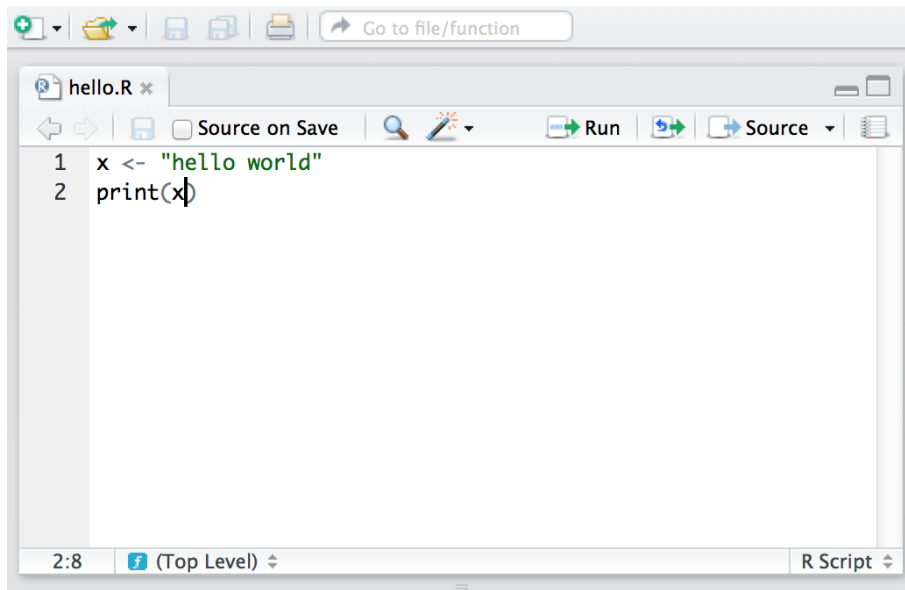 Go to file/function
hello.R
Source on Save Run Source
1 x <- "hello world"
2 print(x)
2:8 (Top Level) R Script